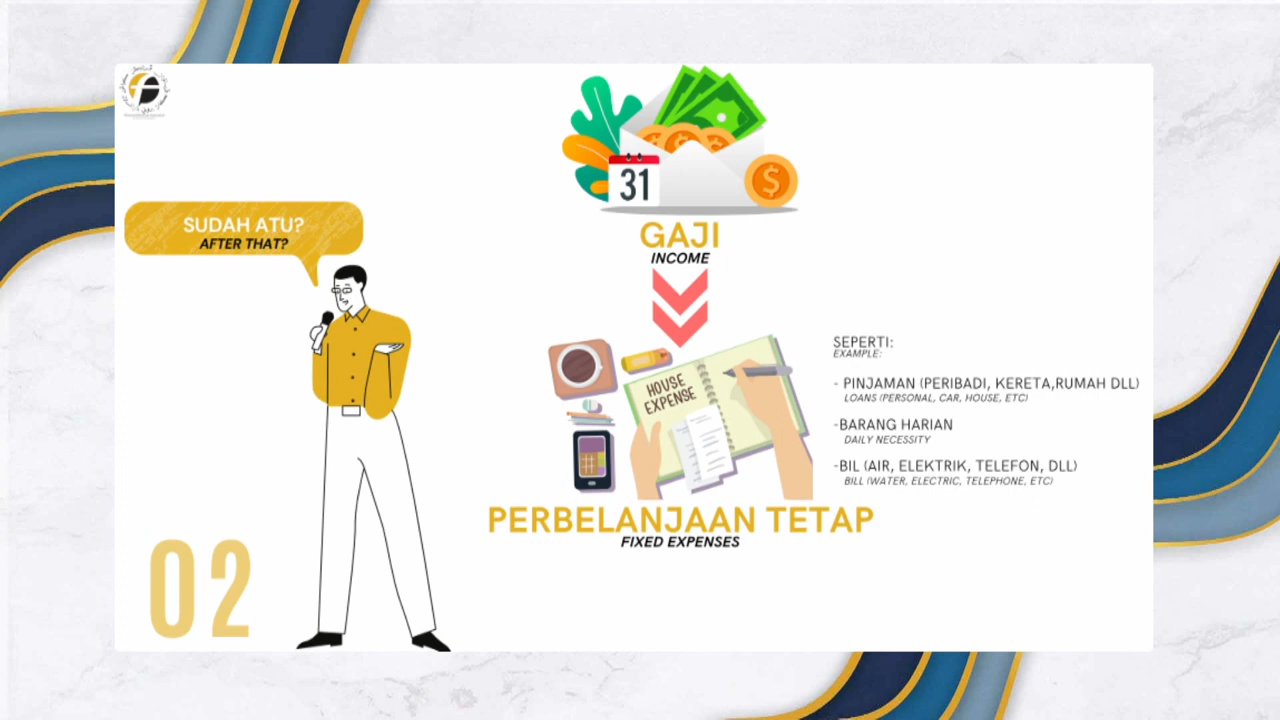 SUDAH ATU?
AFTER THAT?
31
GAJI
INCOME
HOUSE
EXPENSE
SEPERTI:
EXAMPLE:
- PINJAMAN (PERIBADI, KERETA,RUMAH DLL)
LOANS (PERSONAL, CAR, HOUSE, ETC)
-BARANG HARIAN
DAILY NECESSITY
-BIL (AIR, ELEKTRIK, TELEFON, DLL)
BILL (WATER, ELECTRIC, TELEPHONE, ETC)
PERBELANJAAN TETAP
FIXED EXPENSES
02